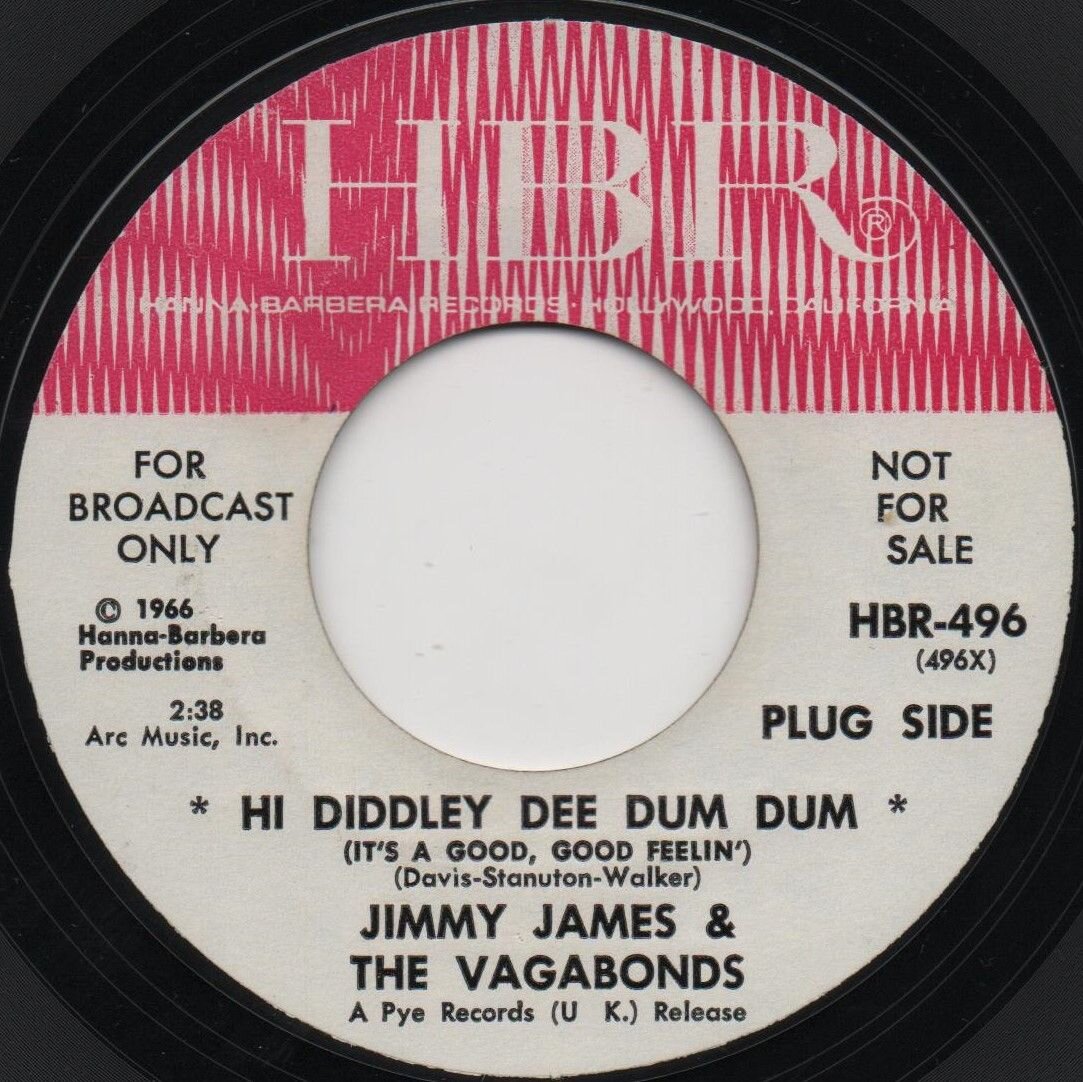 HBR®
HANNA-BARBERA RECORDS · HOLLYWOOD, CALIFORNIA
FOR
BROADCAST
ONLY
© 1966
Hanna-Barbera
Productions
2:38
Arc Music, Inc.
NOT
FOR
SALE
HBR-496
(496X)
PLUG SIDE
* HI DIDDLEY DEE DUM DUM *
(IT'S A GOOD, GOOD FEELIN')
(Davis-Stanuton-Walker)
JIMMY JAMES &
THE VAGABONDS
A Pye Records (U K.) Release